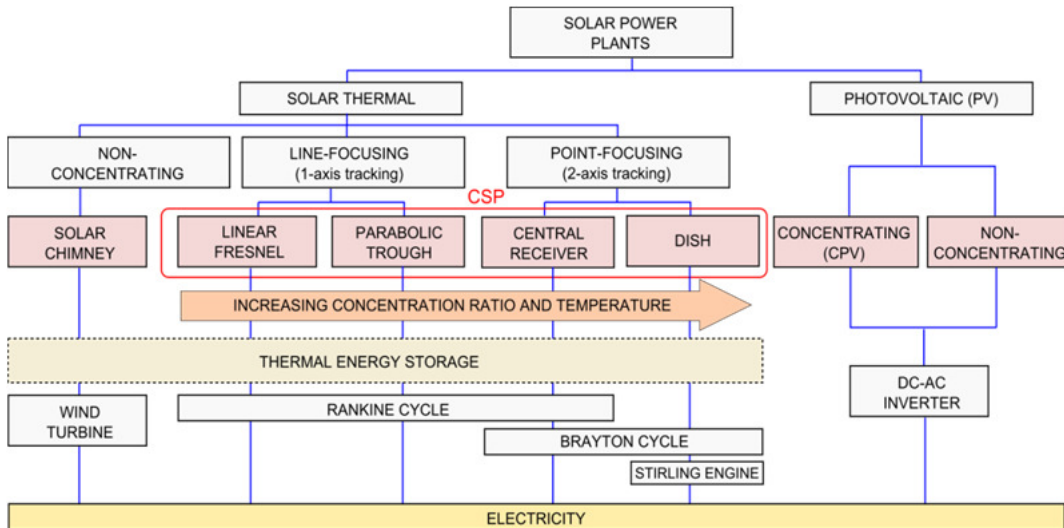 SOLAR POWER
PLANTS
SOLAR THERMAL
PHOTOVOLTAIC (PV)
NON-
CONCENTRATING
LINE-FOCUSING
(1-axis tracking)
POINT-FOCUSING
(2-axis tracking)
CSP
SOLAR
CHIMNEY
LINEAR
FRESNEL
PARABOLIC
TROUGH
CENTRAL
RECEIVER
DISH
CONCENTRATING
(CPV)
NON-
CONCENTRATING
INCREASING CONCENTRATION RATIO AND TEMPERATURE
THERMAL ENERGY STORAGE
WIND
TURBINE
RANKINE CYCLE
DC-AC
INVERTER
BRAYTON CYCLE
STIRLING ENGINE
ELECTRICITY